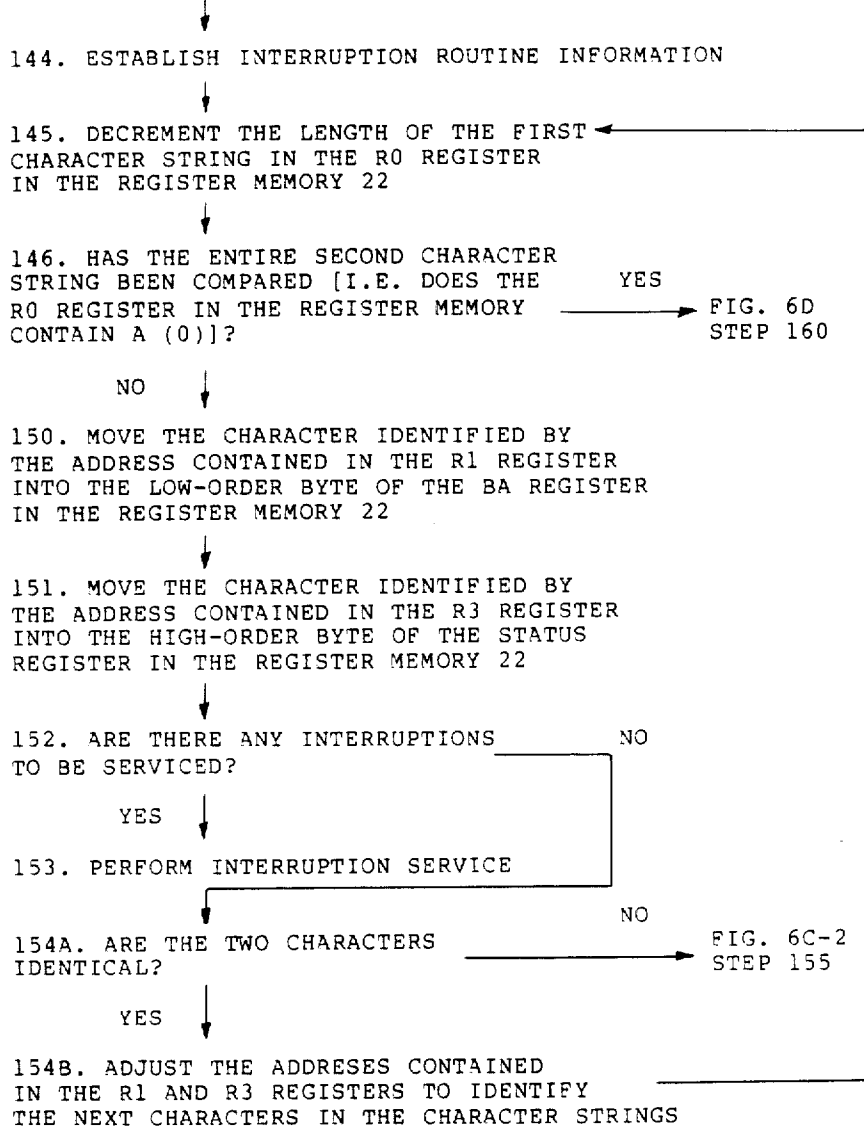 144. ESTABLISH INTERRUPTION ROUTINE INFORMATION
145. DECREMENT THE LENGTH OF THE FIRST
CHARACTER STRING IN THE R0 REGISTER
IN THE REGISTER MEMORY 22
146. HAS THE ENTIRE SECOND CHARACTER
STRING BEEN COMPARED [I.E. DOES THE YES
R0 REGISTER IN THE REGISTER MEMORY FIG. 6D
CONTAIN A (0)]? STEP 160
NO
150. MOVE THE CHARACTER IDENTIFIED BY
THE ADDRESS CONTAINED IN THE R1 REGISTER
INTO THE LOW-ORDER BYTE OF THE BA REGISTER
IN THE REGISTER MEMORY 22
151. MOVE THE CHARACTER IDENTIFIED BY
THE ADDRESS CONTAINED IN THE R3 REGISTER
INTO THE HIGH-ORDER BYTE OF THE STATUS
REGISTER IN THE REGISTER MEMORY 22
152. ARE THERE ANY INTERRUPTIONS NO
TO BE SERVICED?
YES
153. PERFORM INTERRUPTION SERVICE
NO
154A. ARE THE TWO CHARACTERS FIG. 6C-2
IDENTICAL? STEP 155
YES
154B. ADJUST THE ADDRESES CONTAINED
IN THE R1 AND R3 REGISTERS TO IDENTIFY
THE NEXT CHARACTERS IN THE CHARACTER STRINGS